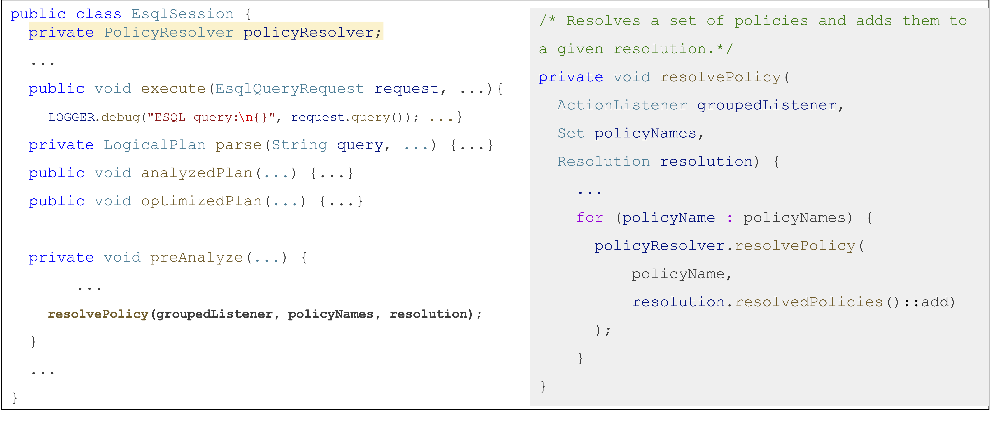 public class EsqlSession {
private PolicyResolver policyResolver;
...
public void execute(EsqlQueryRequest request, ...){
LOGGER.debug("ESQL query:\n{}", request.query()); ...}
private LogicalPlan parse(String query, ...) {...}
public void analyzedPlan(...) {...}
public void optimizedPlan(...) {...}
private void preAnalyze(...) {
...
resolvePolicy(groupedListener, policyNames, resolution);
}
...
}
/* Resolves a set of policies and adds them to
a given resolution.*/
private void resolvePolicy(
ActionListener groupedListener,
Set policyNames,
Resolution resolution) {
...
for (policyName : policyNames) {
policyResolver.resolvePolicy(
policyName,
resolution.resolvedPolicies()::add)
);
}
}